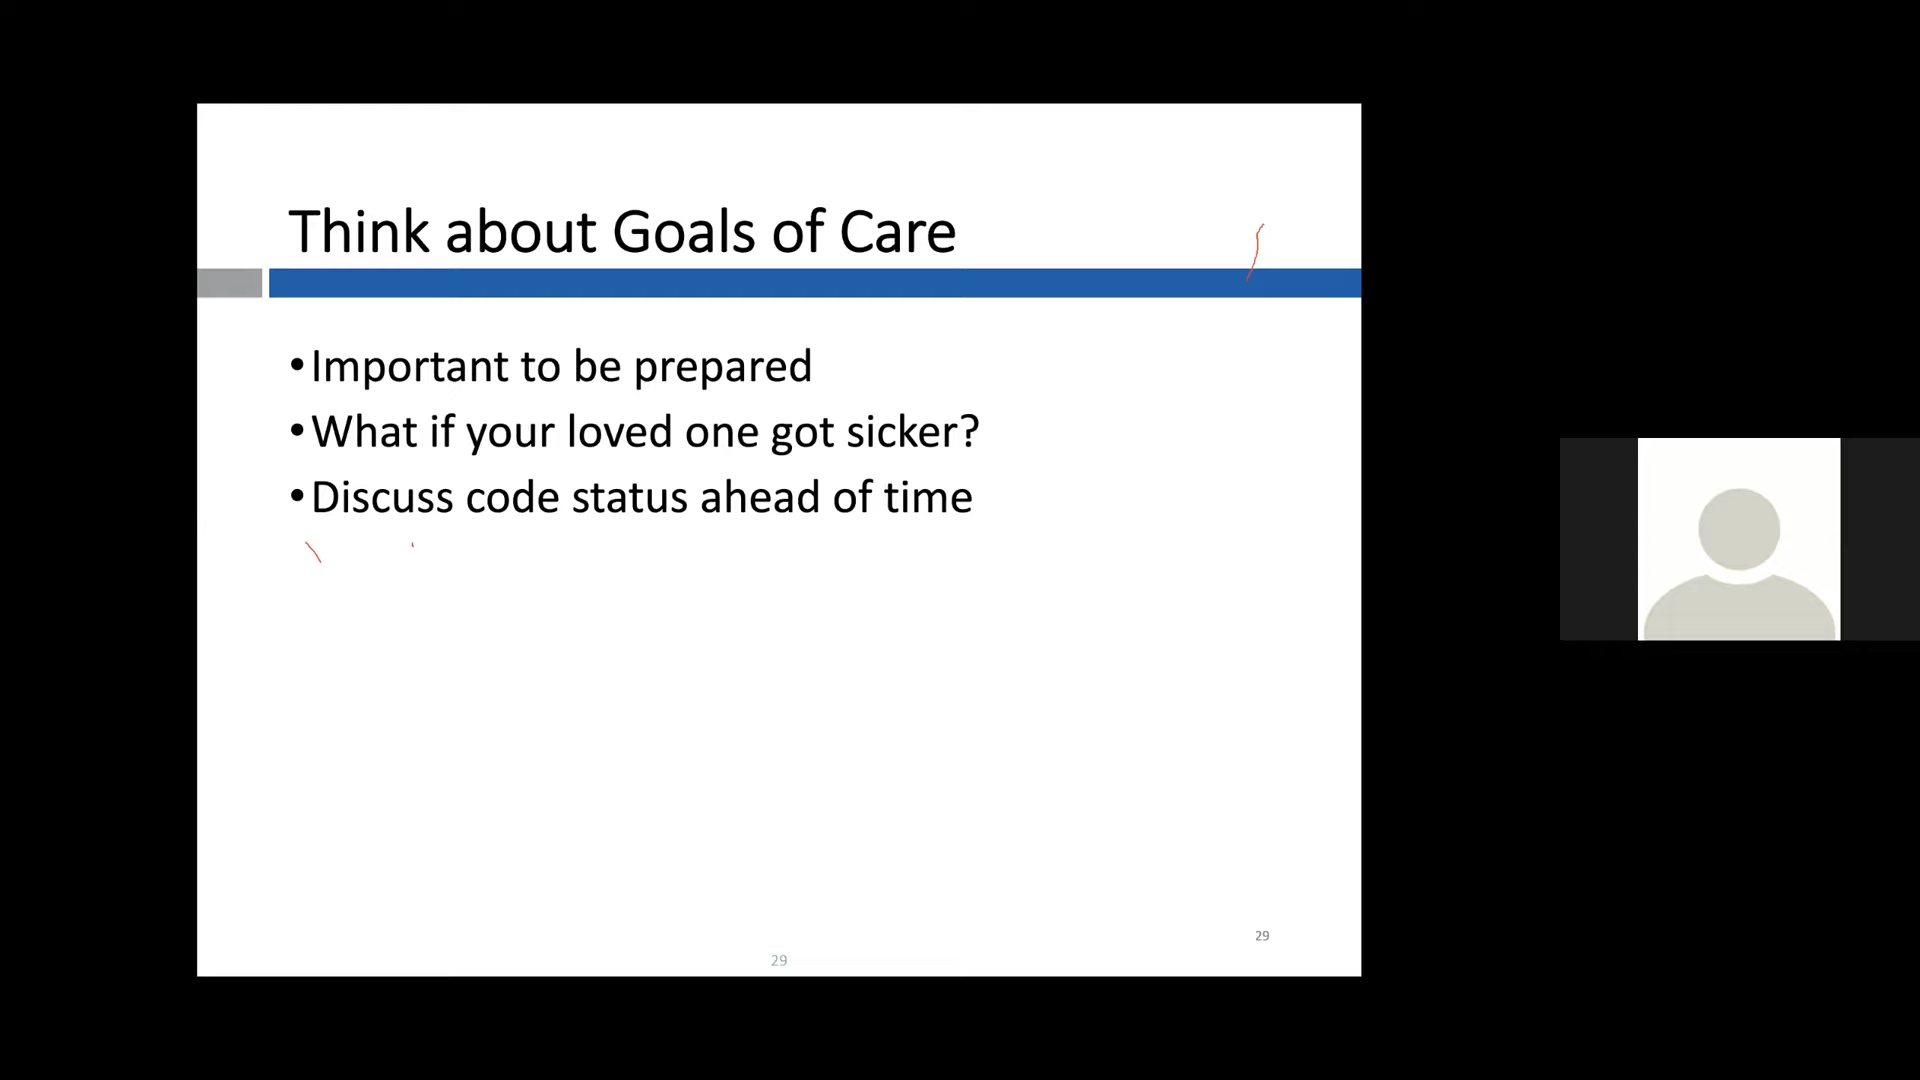 Think about Goals of Care
•Important to be prepared
•What if your loved one got sicker?
•Discuss code status ahead of time
29
29